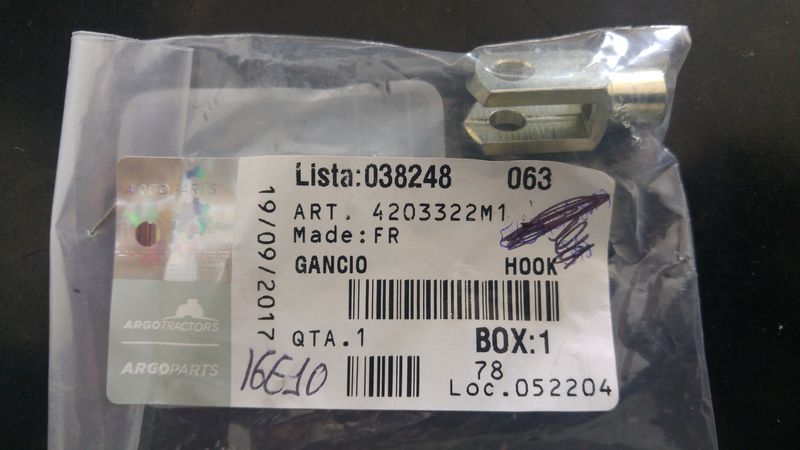 Lista:038248 063
ARGOPARTS
ART. 4203322M1
Made:FR
GANCIO HOOK
19/09/2017
ARGOTRACTORS
ARGOPARTS
QTA.1 BOX:1
78
16E10
Loc.052204